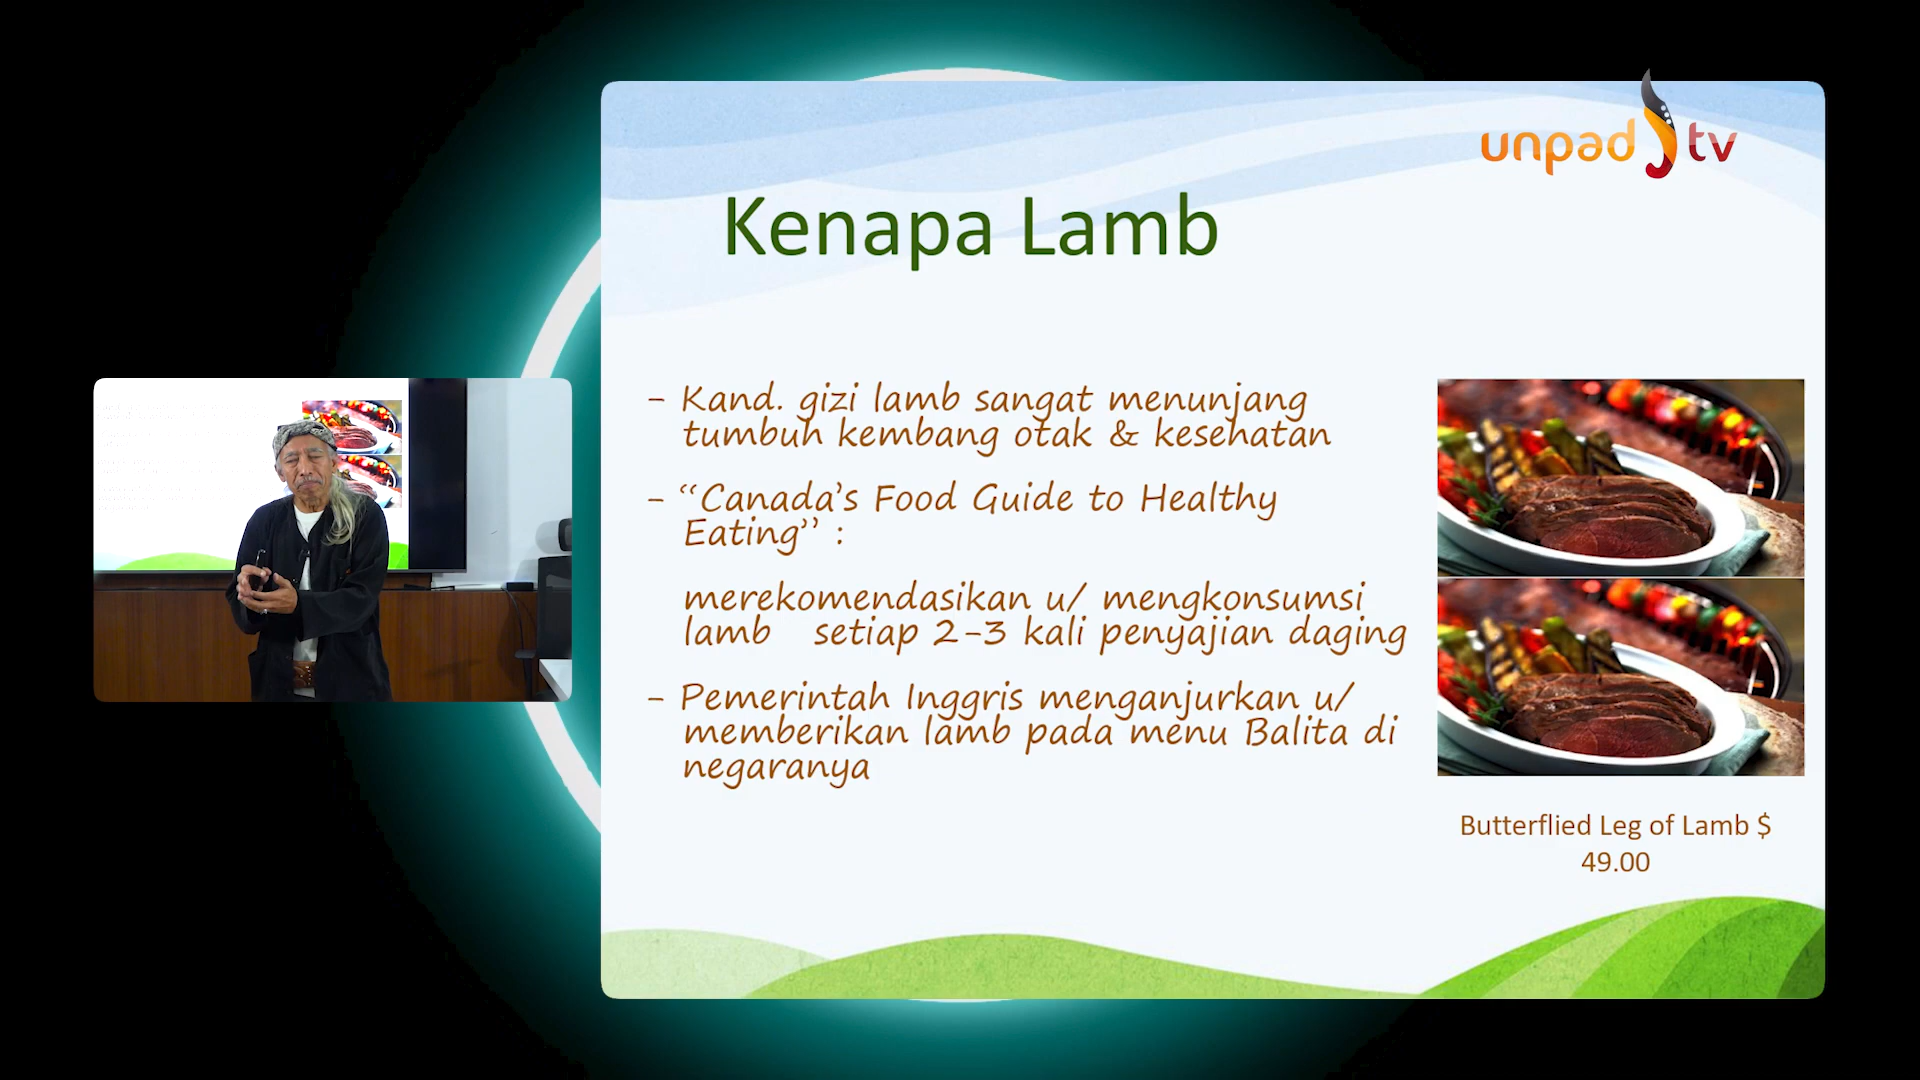 unpad tv
Kenapa Lamb
- Kand. gizi lamb sangat menunjang
tumbuh kembang otak & kesehatan
- “Canada’s Food Guide to Healthy
Eating” :
merekomendasikan u/ mengkonsumsi
lamb setiap 2-3 kali penyajian daging
- Pemerintah Inggris menganjurkan u/
memberikan lamb pada menu Balita di
negaranya
Butterflied Leg of Lamb $
49.00